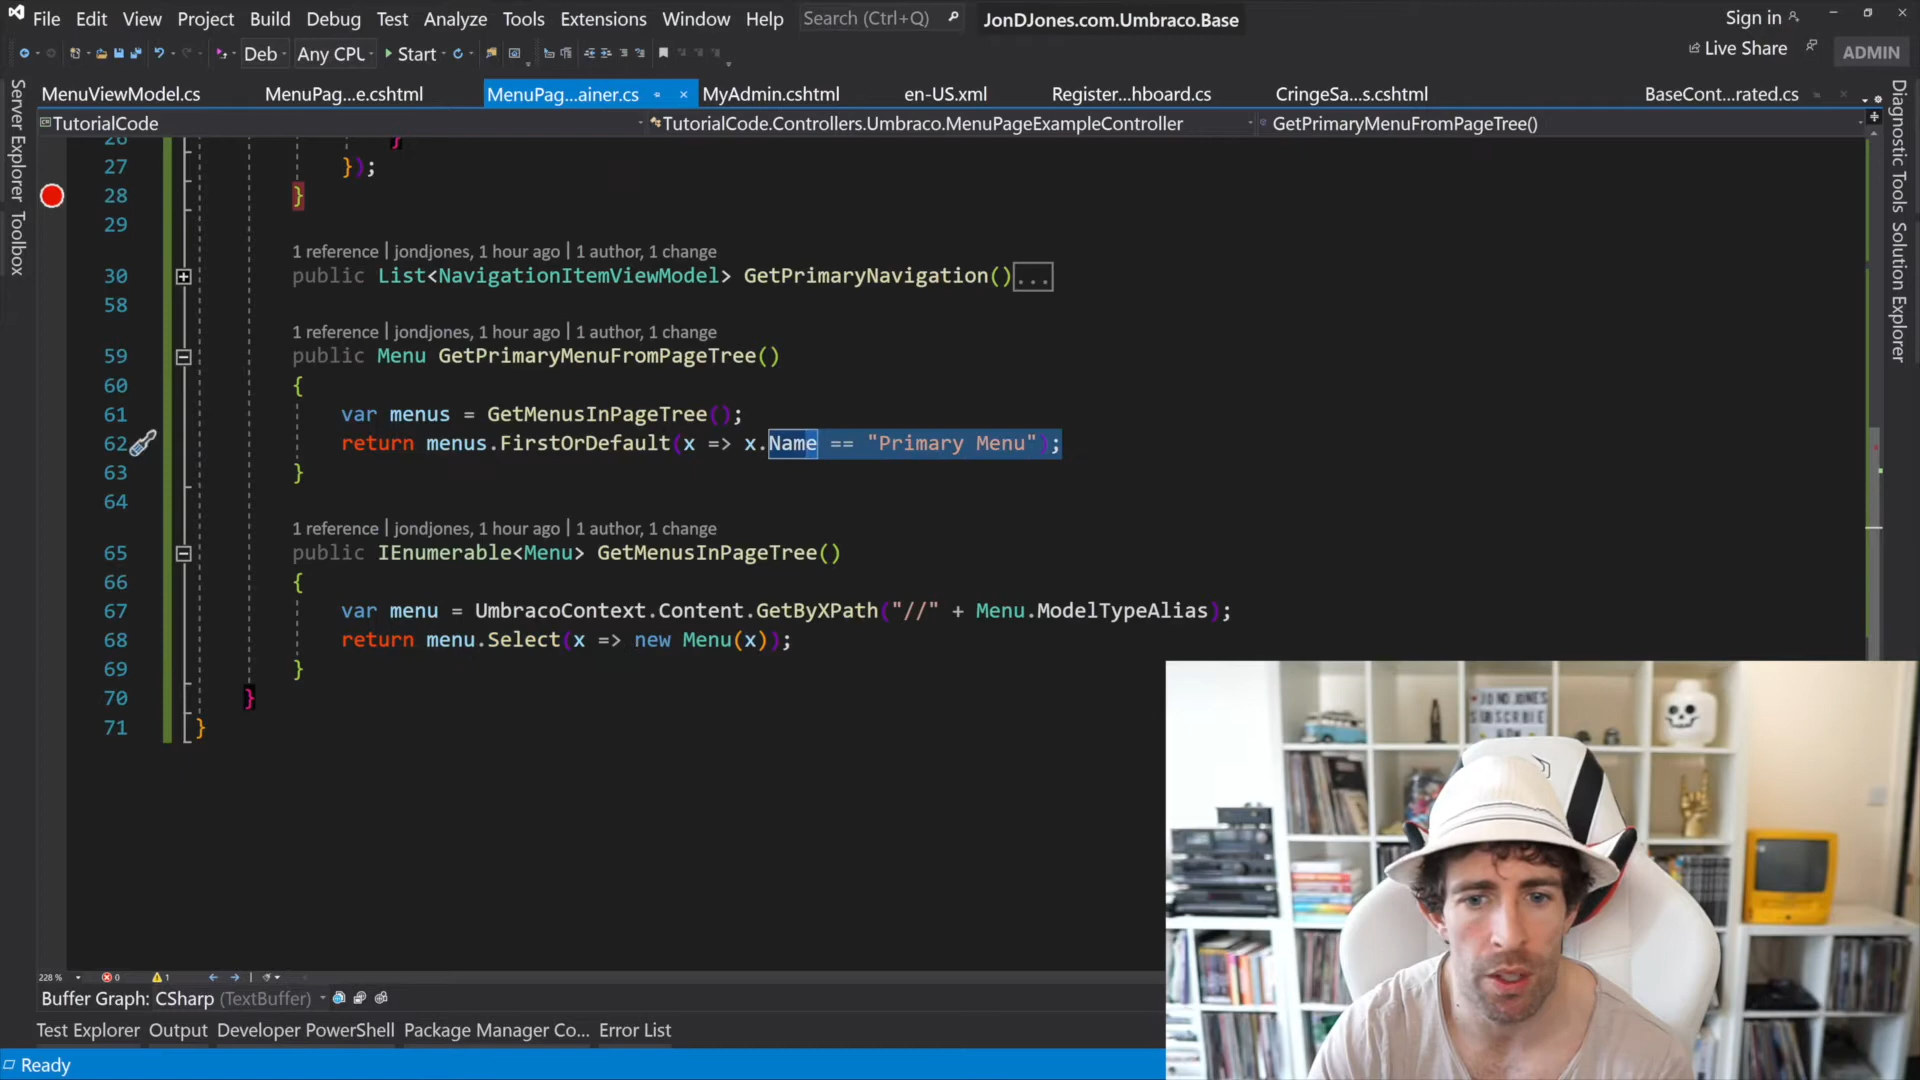 File Edit View Project Build Debug Test Analyze Tools Extensions Window Help Search (Ctrl+Q) JonDJones.com.Umbraco.Base Sign in
Deb Any CPU Start Live Share ADMIN
MenuViewModel.cs MenuPag...e.cshtml MenuPag...ainer.cs MyAdmin.cshtml en-US.xml Register...hboard.cs CringeSa...s.cshtml BaseCont...rated.cs
TutorialCode TutorialCode.Controllers.Umbraco.MenuPageExampleController GetPrimaryMenuFromPageTree()
Server Explorer
Toolbox
Diagnostic Tools
Solution Explorer
26 }
27 });
28 }
29
1 reference | jondjones, 1 hour ago | 1 author, 1 change
30 public List<NavigationItemViewModel> GetPrimaryNavigation()...
58
1 reference | jondjones, 1 hour ago | 1 author, 1 change
59 public Menu GetPrimaryMenuFromPageTree()
60 {
61 var menus = GetMenusInPageTree();
62 return menus.FirstOrDefault(x => x.Name == "Primary Menu");
63 }
64
1 reference | jondjones, 1 hour ago | 1 author, 1 change
65 public IEnumerable<Menu> GetMenusInPageTree()
66 {
67 var menu = UmbracoContext.Content.GetByXPath("//" + Menu.ModelTypeAlias);
68 return menu.Select(x => new Menu(x));
69 }
70 }
71 }
JONDJONES
SUBSCRIBE
228 % 0 1
Buffer Graph: CSharp (TextBuffer)
Test Explorer Output Developer PowerShell Package Manager Co... Error List
Ready